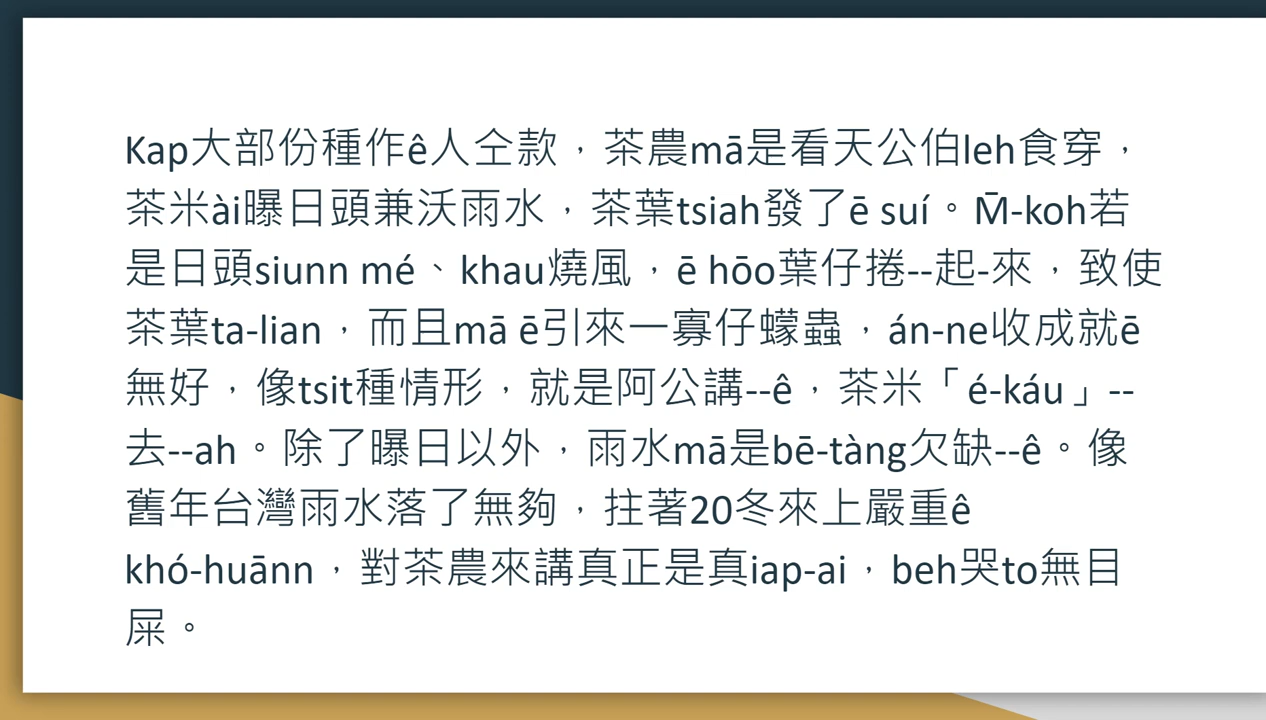 Kap大部份種作ê人仝款，茶農mā是看天公伯leh食穿，
茶米ài曝日頭兼沃雨水，茶葉tsiah發了ē suí。M̄-koh若
是日頭siunn mé、khau燒風，ē hōo葉仔捲--起-來，致使
茶葉ta-lian，而且mā ē引來一寡仔蠓蟲，án-ne收成就ē
無好，像tsit種情形，就是阿公講--ê，茶米「é-káu」--
去--ah。除了曝日以外，雨水mā是bē-tàng欠缺--ê。像
舊年台灣雨水落了無夠，拄著20冬來上嚴重ê
khó-huānn，對茶農來講真正是真iap-ai，beh哭to無目
屎。